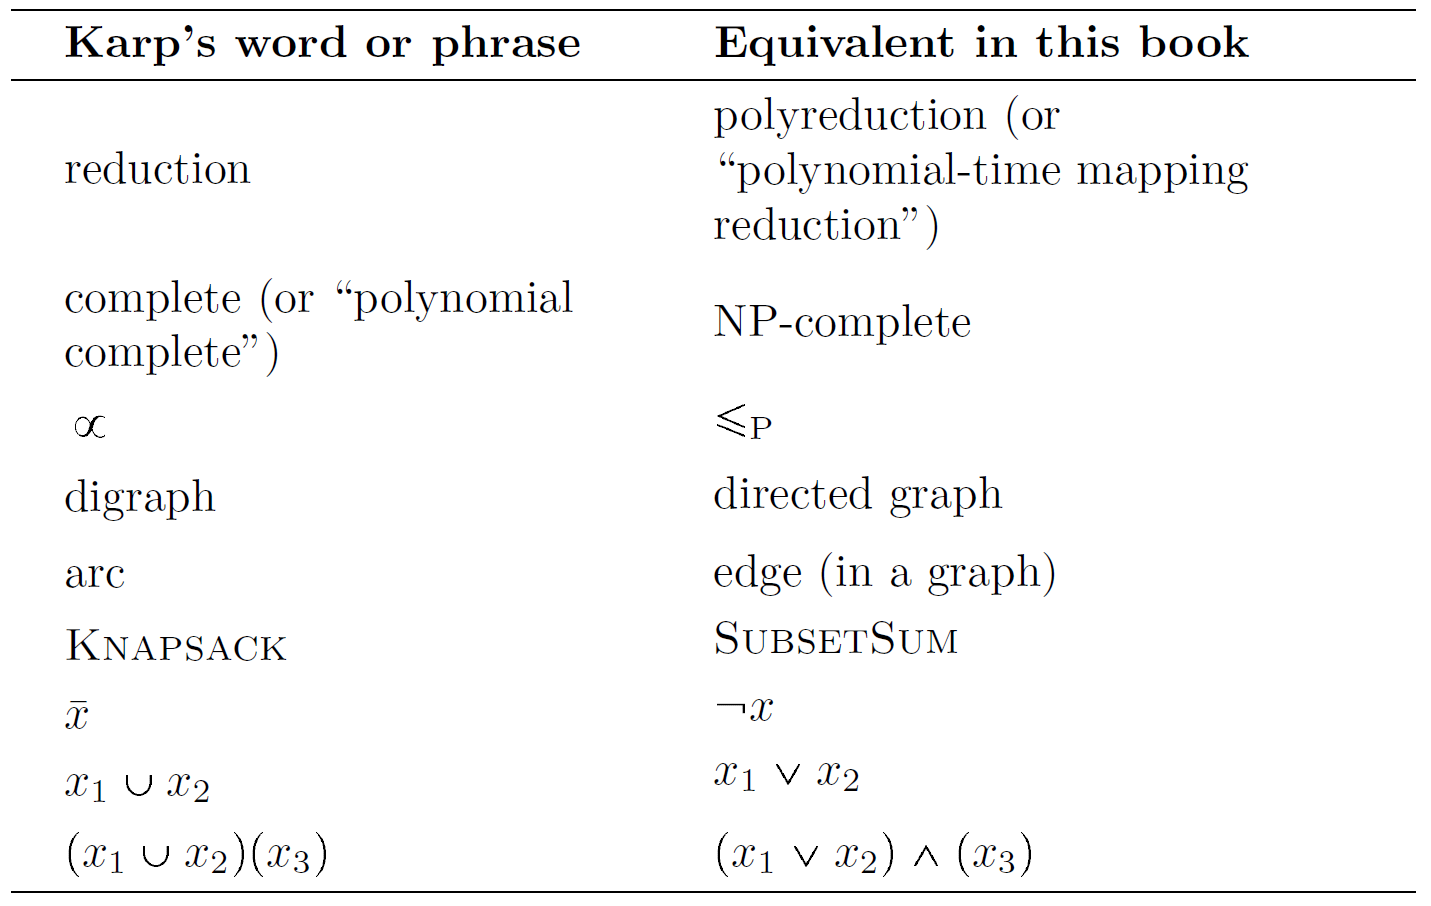 Karp's word or phrase Equivalent in this book
polyreduction (or
reduction “polynomial-time mapping
reduction”)
complete (or “polynomial
NP-complete
complete”)
∝ ⩽P
digraph directed graph
arc edge (in a graph)
Knapsack SubsetSum
x̄ ¬x
x₁ ∪ x₂ x₁ ∨ x₂
(x₁ ∪ x₂)(x₃) (x₁ ∨ x₂) ∧ (x₃)